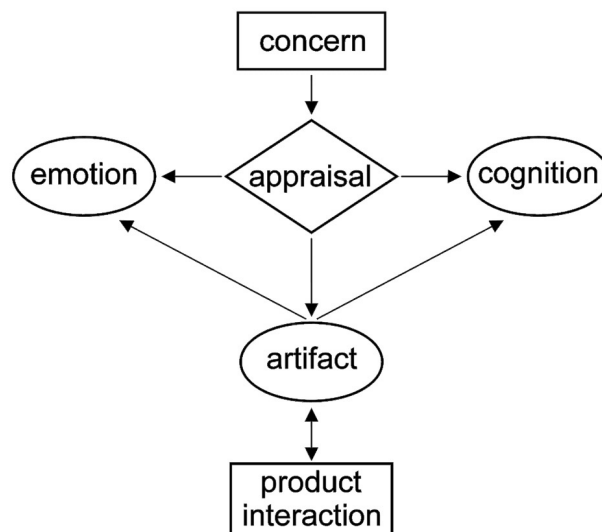 concern
emotion
appraisal
cognition
artifact
product
interaction